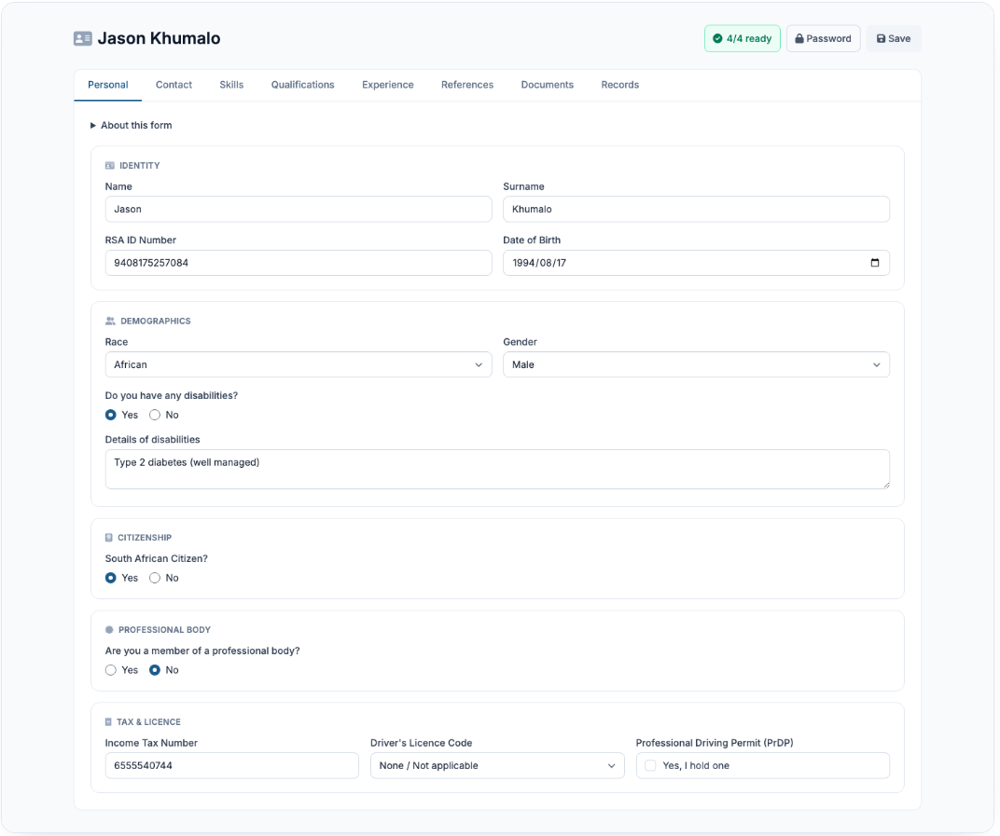 Jason Khumalo
4/4 ready Password Save
Personal Contact Skills Qualifications Experience References Documents Records
About this form
IDENTITY
Name Surname
Jason Khumalo
RSA ID Number Date of Birth
9408175257084 1994/08/17
DEMOGRAPHICS
Race Gender
African Male
Do you have any disabilities?
Yes No
Details of disabilities
Type 2 diabetes (well managed)
CITIZENSHIP
South African Citizen?
Yes No
PROFESSIONAL BODY
Are you a member of a professional body?
Yes No
TAX & LICENCE
Income Tax Number Driver's Licence Code Professional Driving Permit (PrDP)
6555540744 None / Not applicable Yes, I hold one